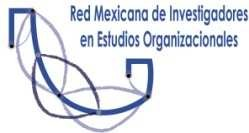 Red Mexicana de Investigadores
en Estudios Organizacionales